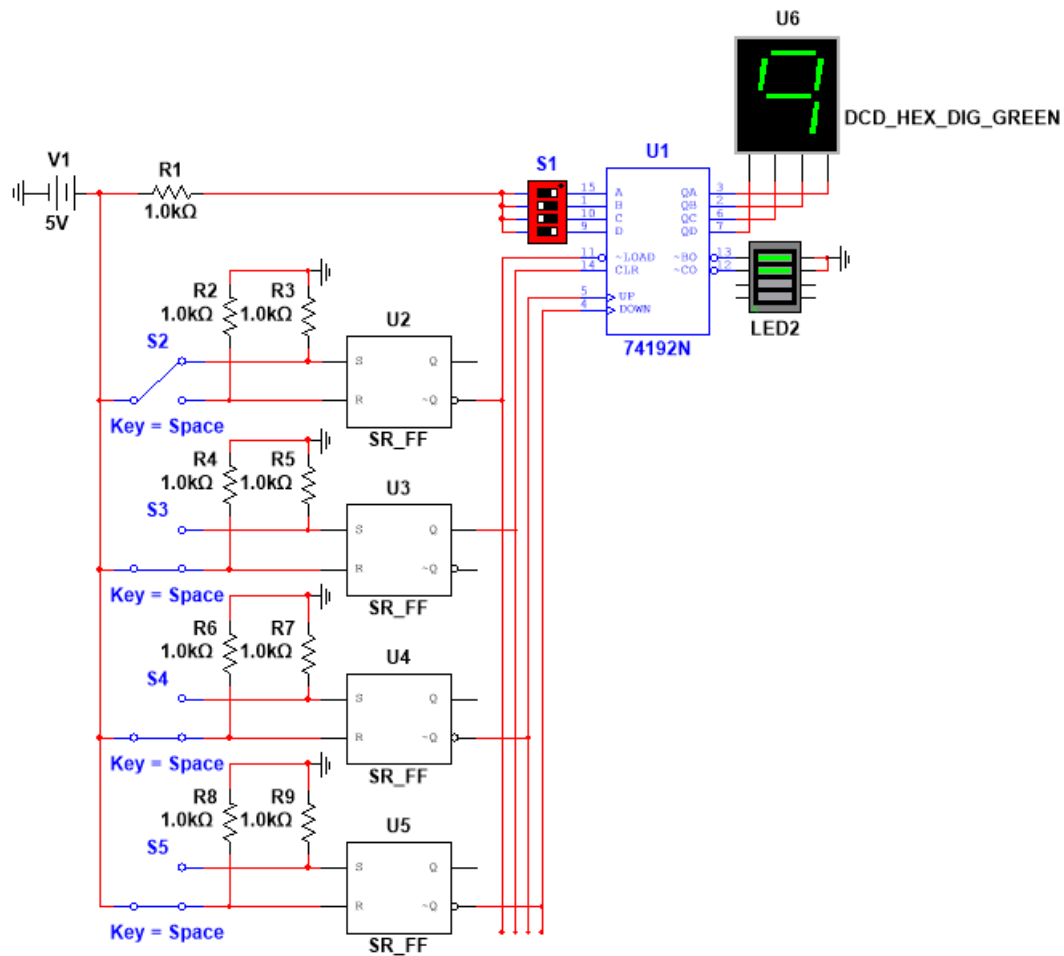 U6
9
DCD_HEX_DIG_GREEN
V1
5V
R1
1.0kΩ
S1
U1
15 A QA 3
1 B QB 2
10 C QC 6
9 D QD 7
11 ~LOAD ~BO 13
14 CLR ~CO 12
5 UP
4 DOWN
74192N
LED2
R2 R3
1.0kΩ 1.0kΩ
S2
Key = Space
U2
S Q
R ~Q
SR_FF
R4 R5
1.0kΩ 1.0kΩ
S3
Key = Space
U3
S Q
R ~Q
SR_FF
R6 R7
1.0kΩ 1.0kΩ
S4
Key = Space
U4
S Q
R ~Q
SR_FF
R8 R9
1.0kΩ 1.0kΩ
S5
Key = Space
U5
S Q
R ~Q
SR_FF